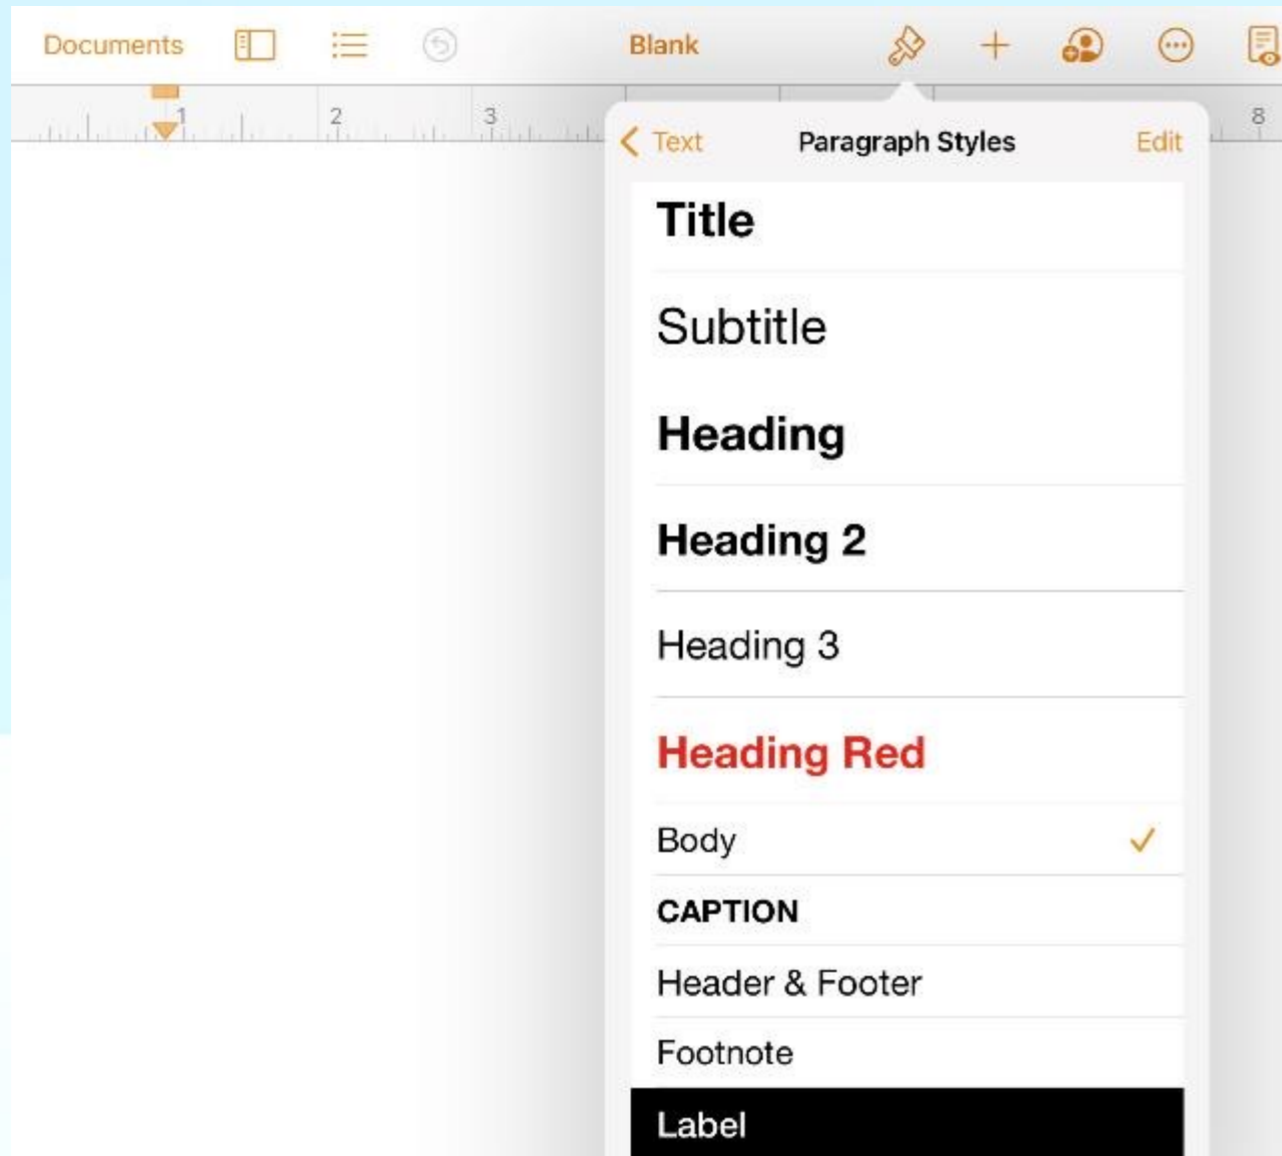 Documents Blank
1 2 3 8
Text Paragraph Styles Edit
Title
Subtitle
Heading
Heading 2
Heading 3
Heading Red
Body
CAPTION
Header & Footer
Footnote
Label